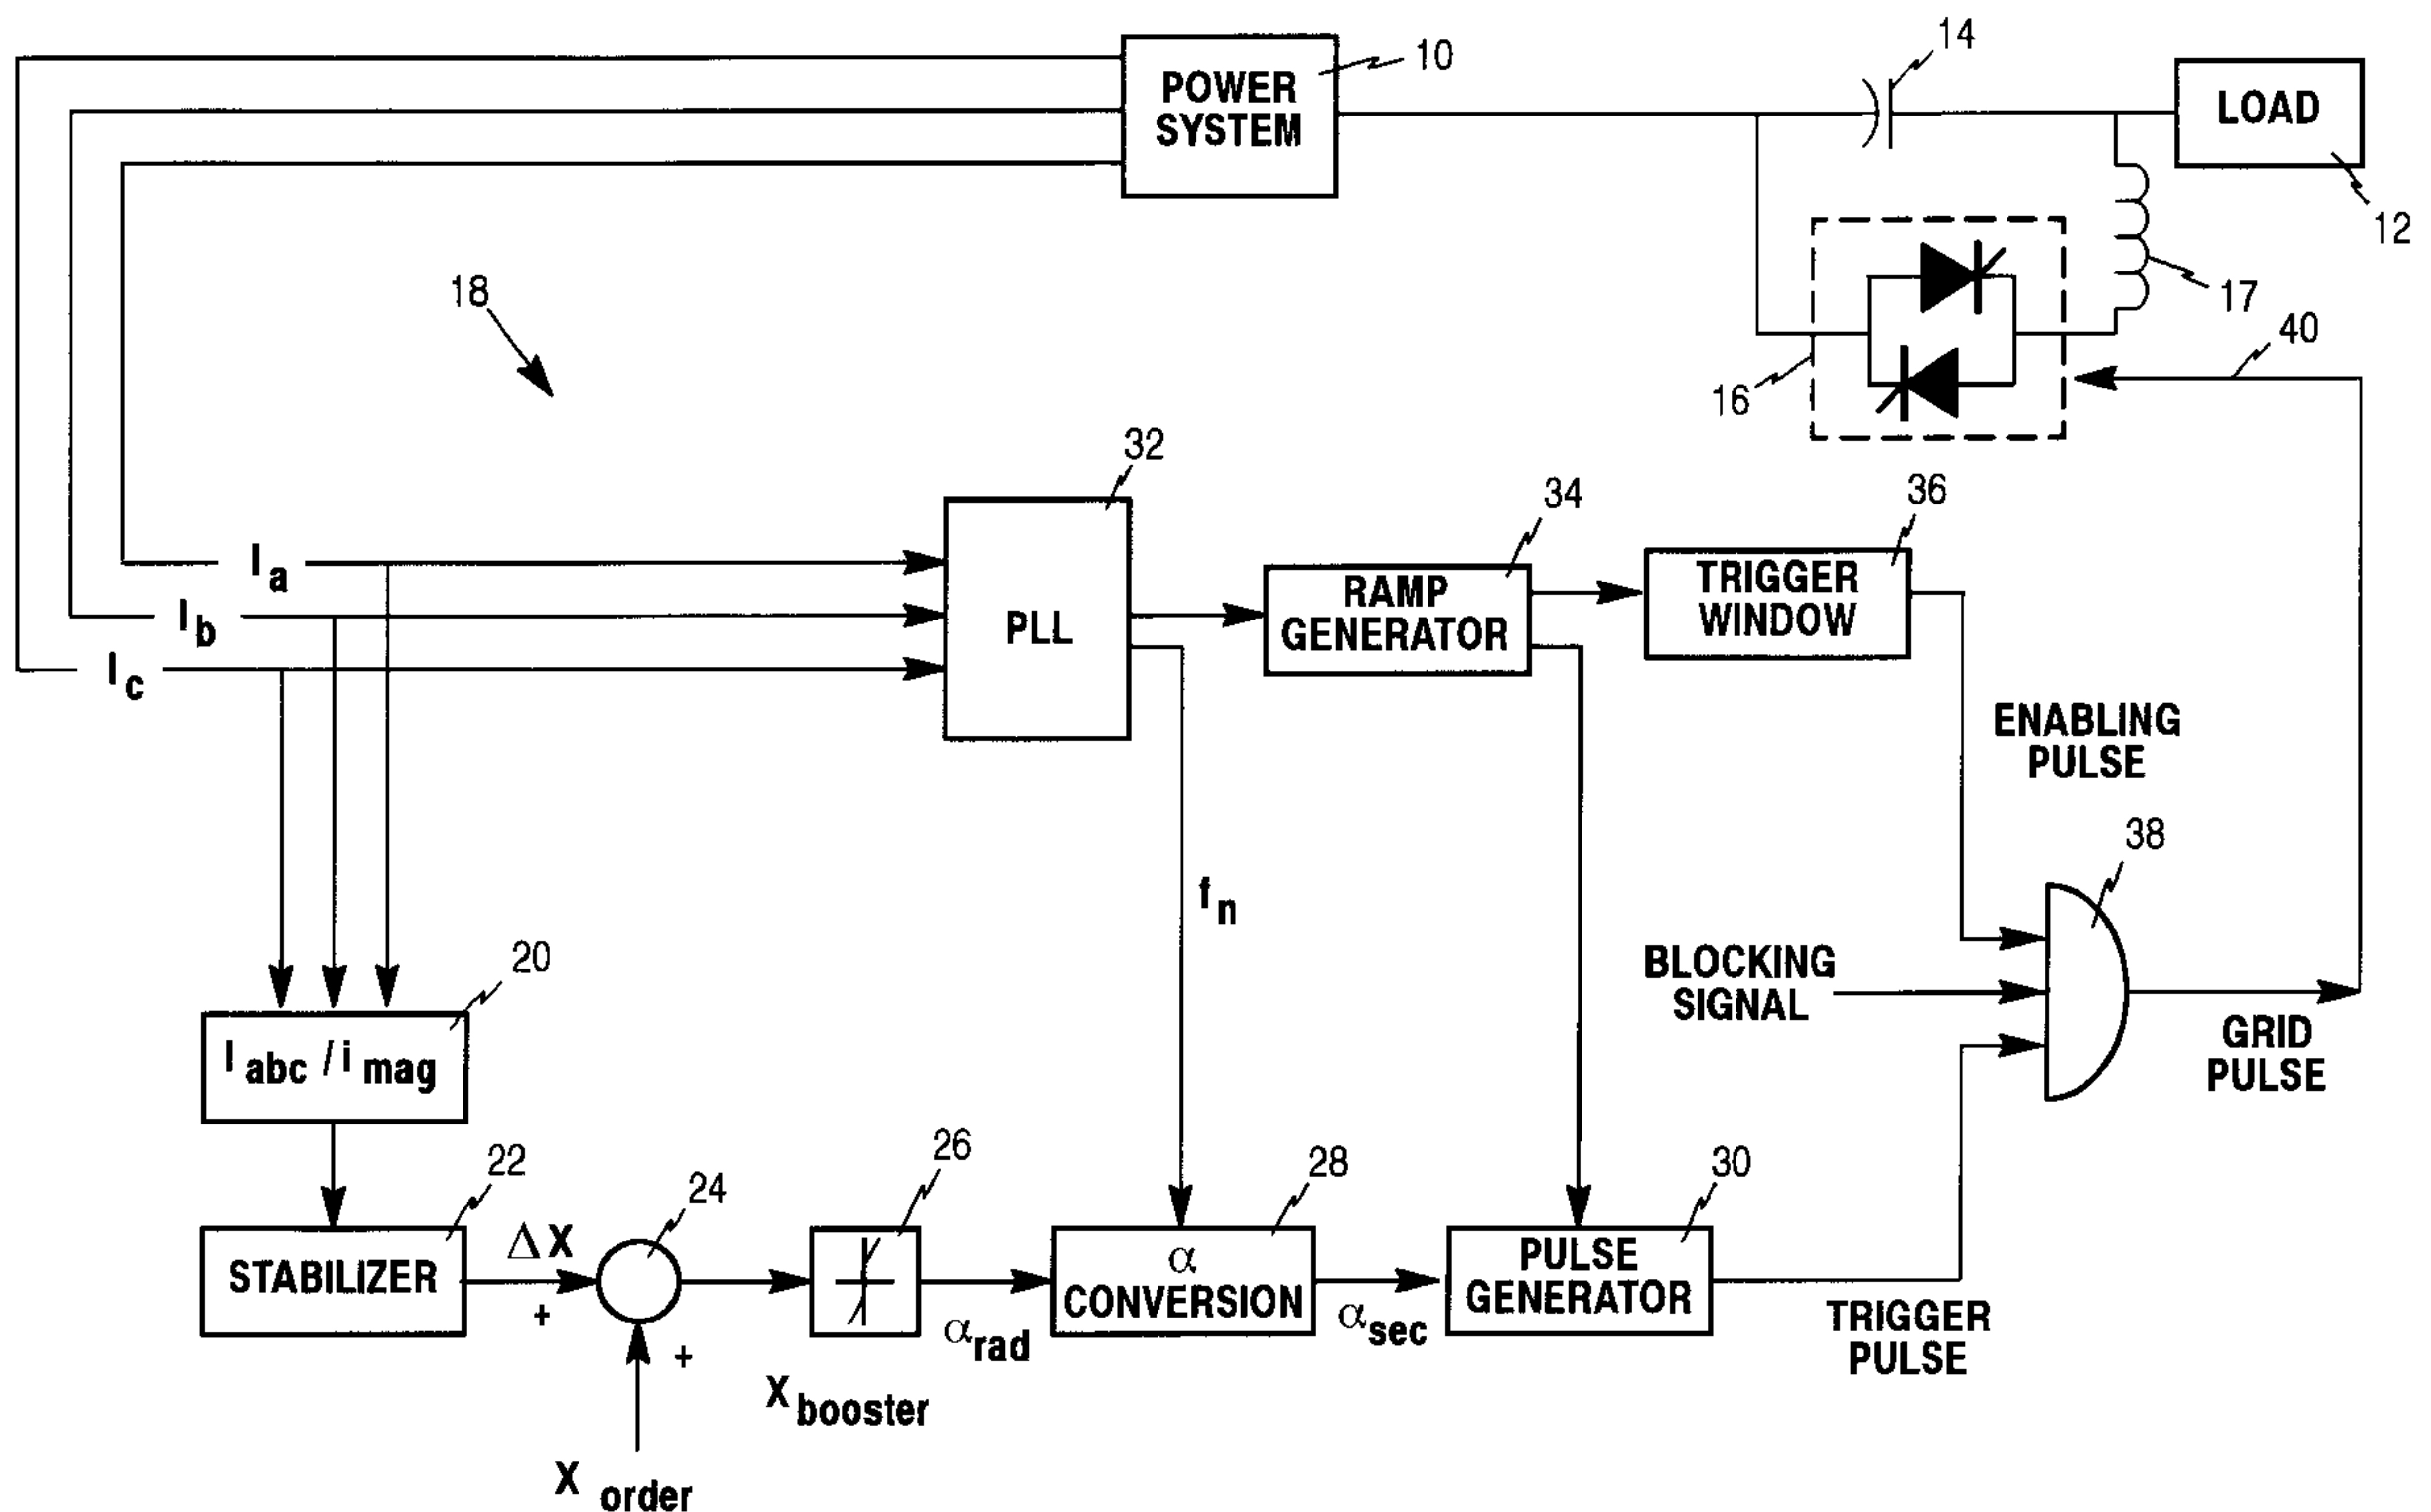 14
10
POWER
SYSTEM
LOAD
12
17
18
40
16
32
34
36
I a
I b
I c
PLL
RAMP
GENERATOR
TRIGGER
WINDOW
ENABLING
PULSE
38
f n
20
BLOCKING
SIGNAL
GRID
PULSE
I abc / i mag
22
24
26
28
30
STABILIZER
Δ X
+
α
CONVERSION
PULSE
GENERATOR
α rad
α sec
TRIGGER
PULSE
+
X booster
X order